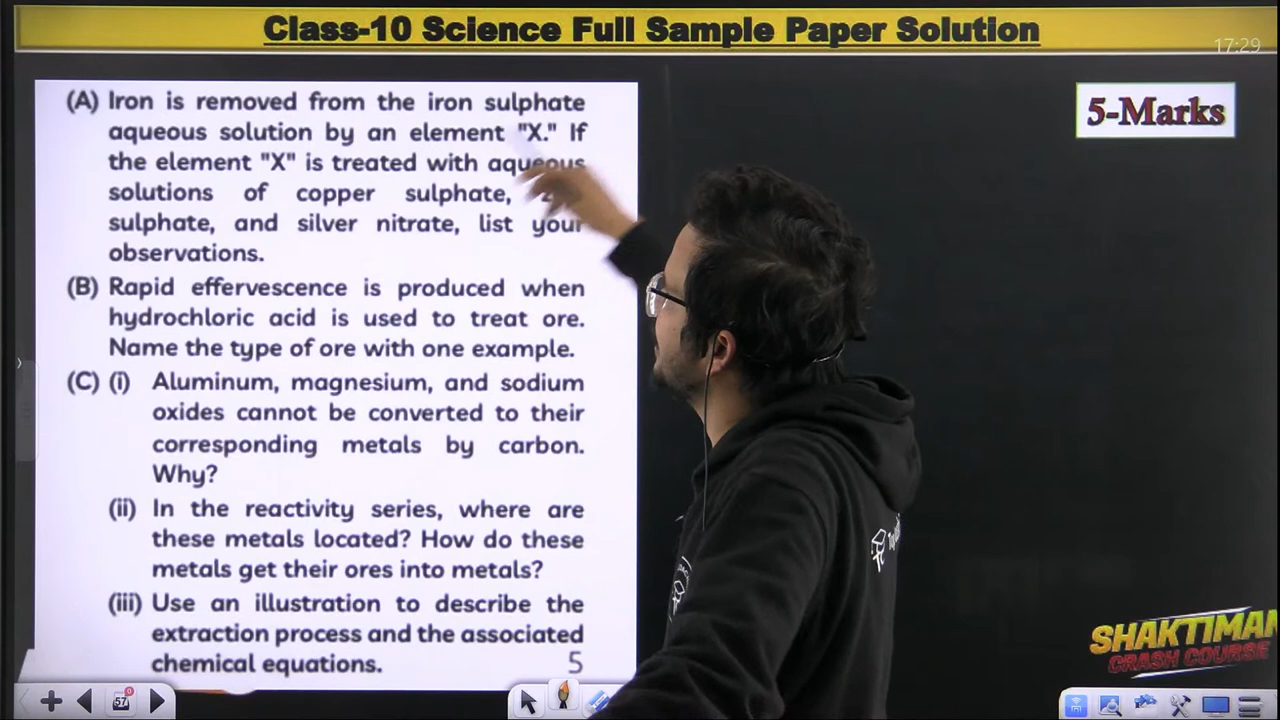 Class-10 Science Full Sample Paper Solution
17:29
5-Marks
(A) Iron is removed from the iron sulphate
aqueous solution by an element "X." If
the element "X" is treated with aqueous
solutions of copper sulphate,
sulphate, and silver nitrate, list your
observations.
(B) Rapid effervescence is produced when
hydrochloric acid is used to treat ore.
Name the type of ore with one example.
(C) (i) Aluminum, magnesium, and sodium
oxides cannot be converted to their
corresponding metals by carbon.
Why?
(ii) In the reactivity series, where are
these metals located? How do these
metals get their ores into metals?
(iii) Use an illustration to describe the
extraction process and the associated
chemical equations. 5
SHAKTIMAN
CRASH COURSE
57